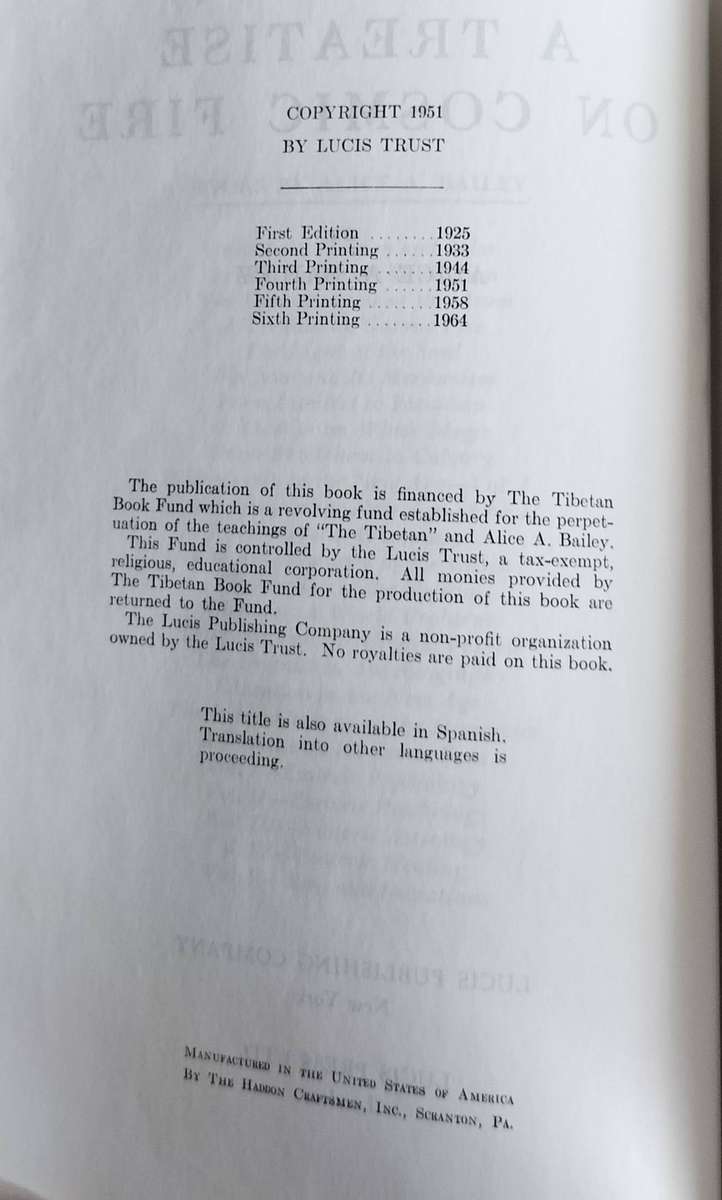 COPYRIGHT 1951
BY LUCIS TRUST
First Edition ........ 1925
Second Printing ...... 1933
Third Printing ....... 1944
Fourth Printing ...... 1951
Fifth Printing ........ 1958
Sixth Printing ........ 1964
The publication of this book is financed by The Tibetan
Book Fund which is a revolving fund established for the perpet-
uation of the teachings of "The Tibetan" and Alice A. Bailey.
This Fund is controlled by the Lucis Trust, a tax-exempt,
religious, educational corporation. All monies provided by
The Tibetan Book Fund for the production of this book are
returned to the Fund.
The Lucis Publishing Company is a non-profit organization
owned by the Lucis Trust. No royalties are paid on this book.
This title is also available in Spanish.
Translation into other languages is
proceeding.
MANUFACTURED IN THE UNITED STATES OF AMERICA
BY THE HADDON CRAFTSMEN, INC., SCRANTON, PA.